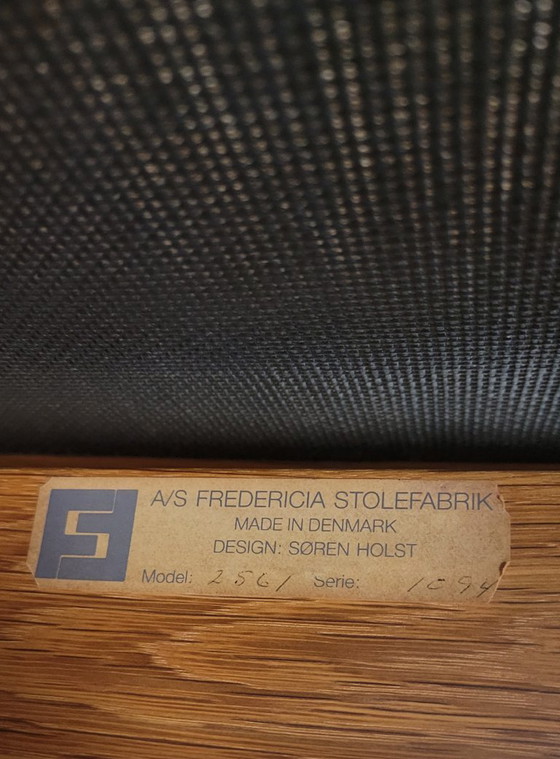 A/S FREDERICIA STOLEFABRIK
MADE IN DENMARK
DESIGN: SØREN HOLST
Model: 2561 Serie: 1094